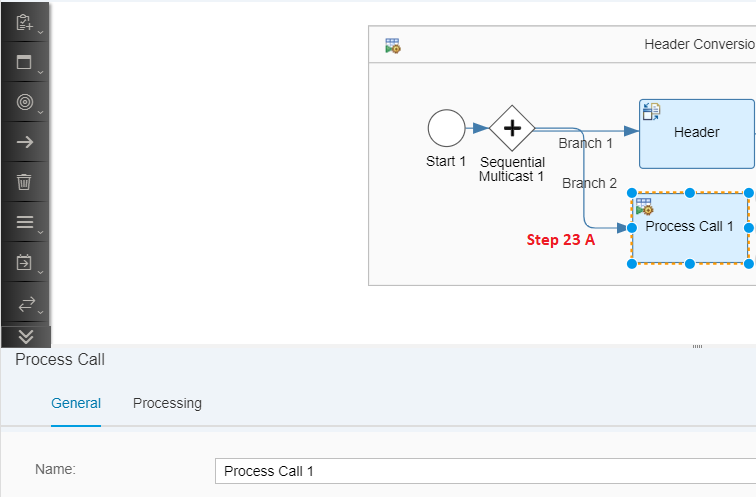 Header Conversio
Start 1
Sequential
Multicast 1
Branch 1
Header
Branch 2
Process Call 1
Step 23 A
Process Call
General
Processing
Name:
Process Call 1